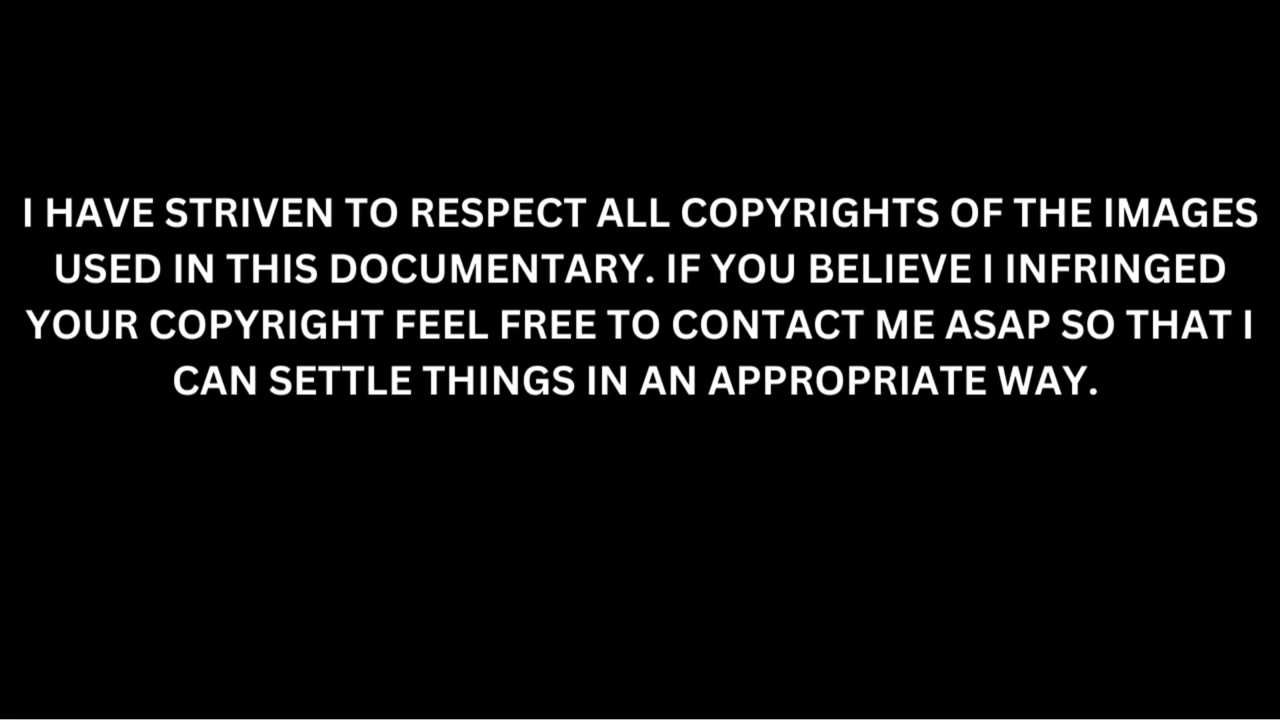 I HAVE STRIVEN TO RESPECT ALL COPYRIGHTS OF THE IMAGES
USED IN THIS DOCUMENTARY. IF YOU BELIEVE I INFRINGED
YOUR COPYRIGHT FEEL FREE TO CONTACT ME ASAP SO THAT I
CAN SETTLE THINGS IN AN APPROPRIATE WAY.